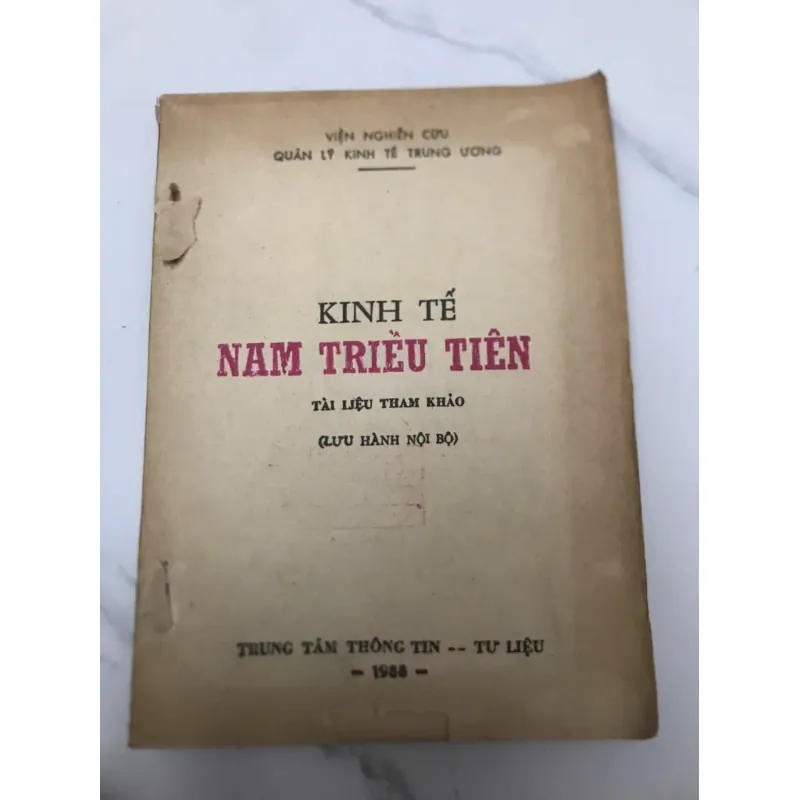 VIỆN NGHIÊN CỨU
QUẢN LÝ KINH TẾ TRUNG ƯƠNG
KINH TẾ
NAM TRIỀU TIÊN
TÀI LIỆU THAM KHẢO
(LƯU HÀNH NỘI BỘ)
TRUNG TÂM THÔNG TIN -- TƯ LIỆU
- 1988 -